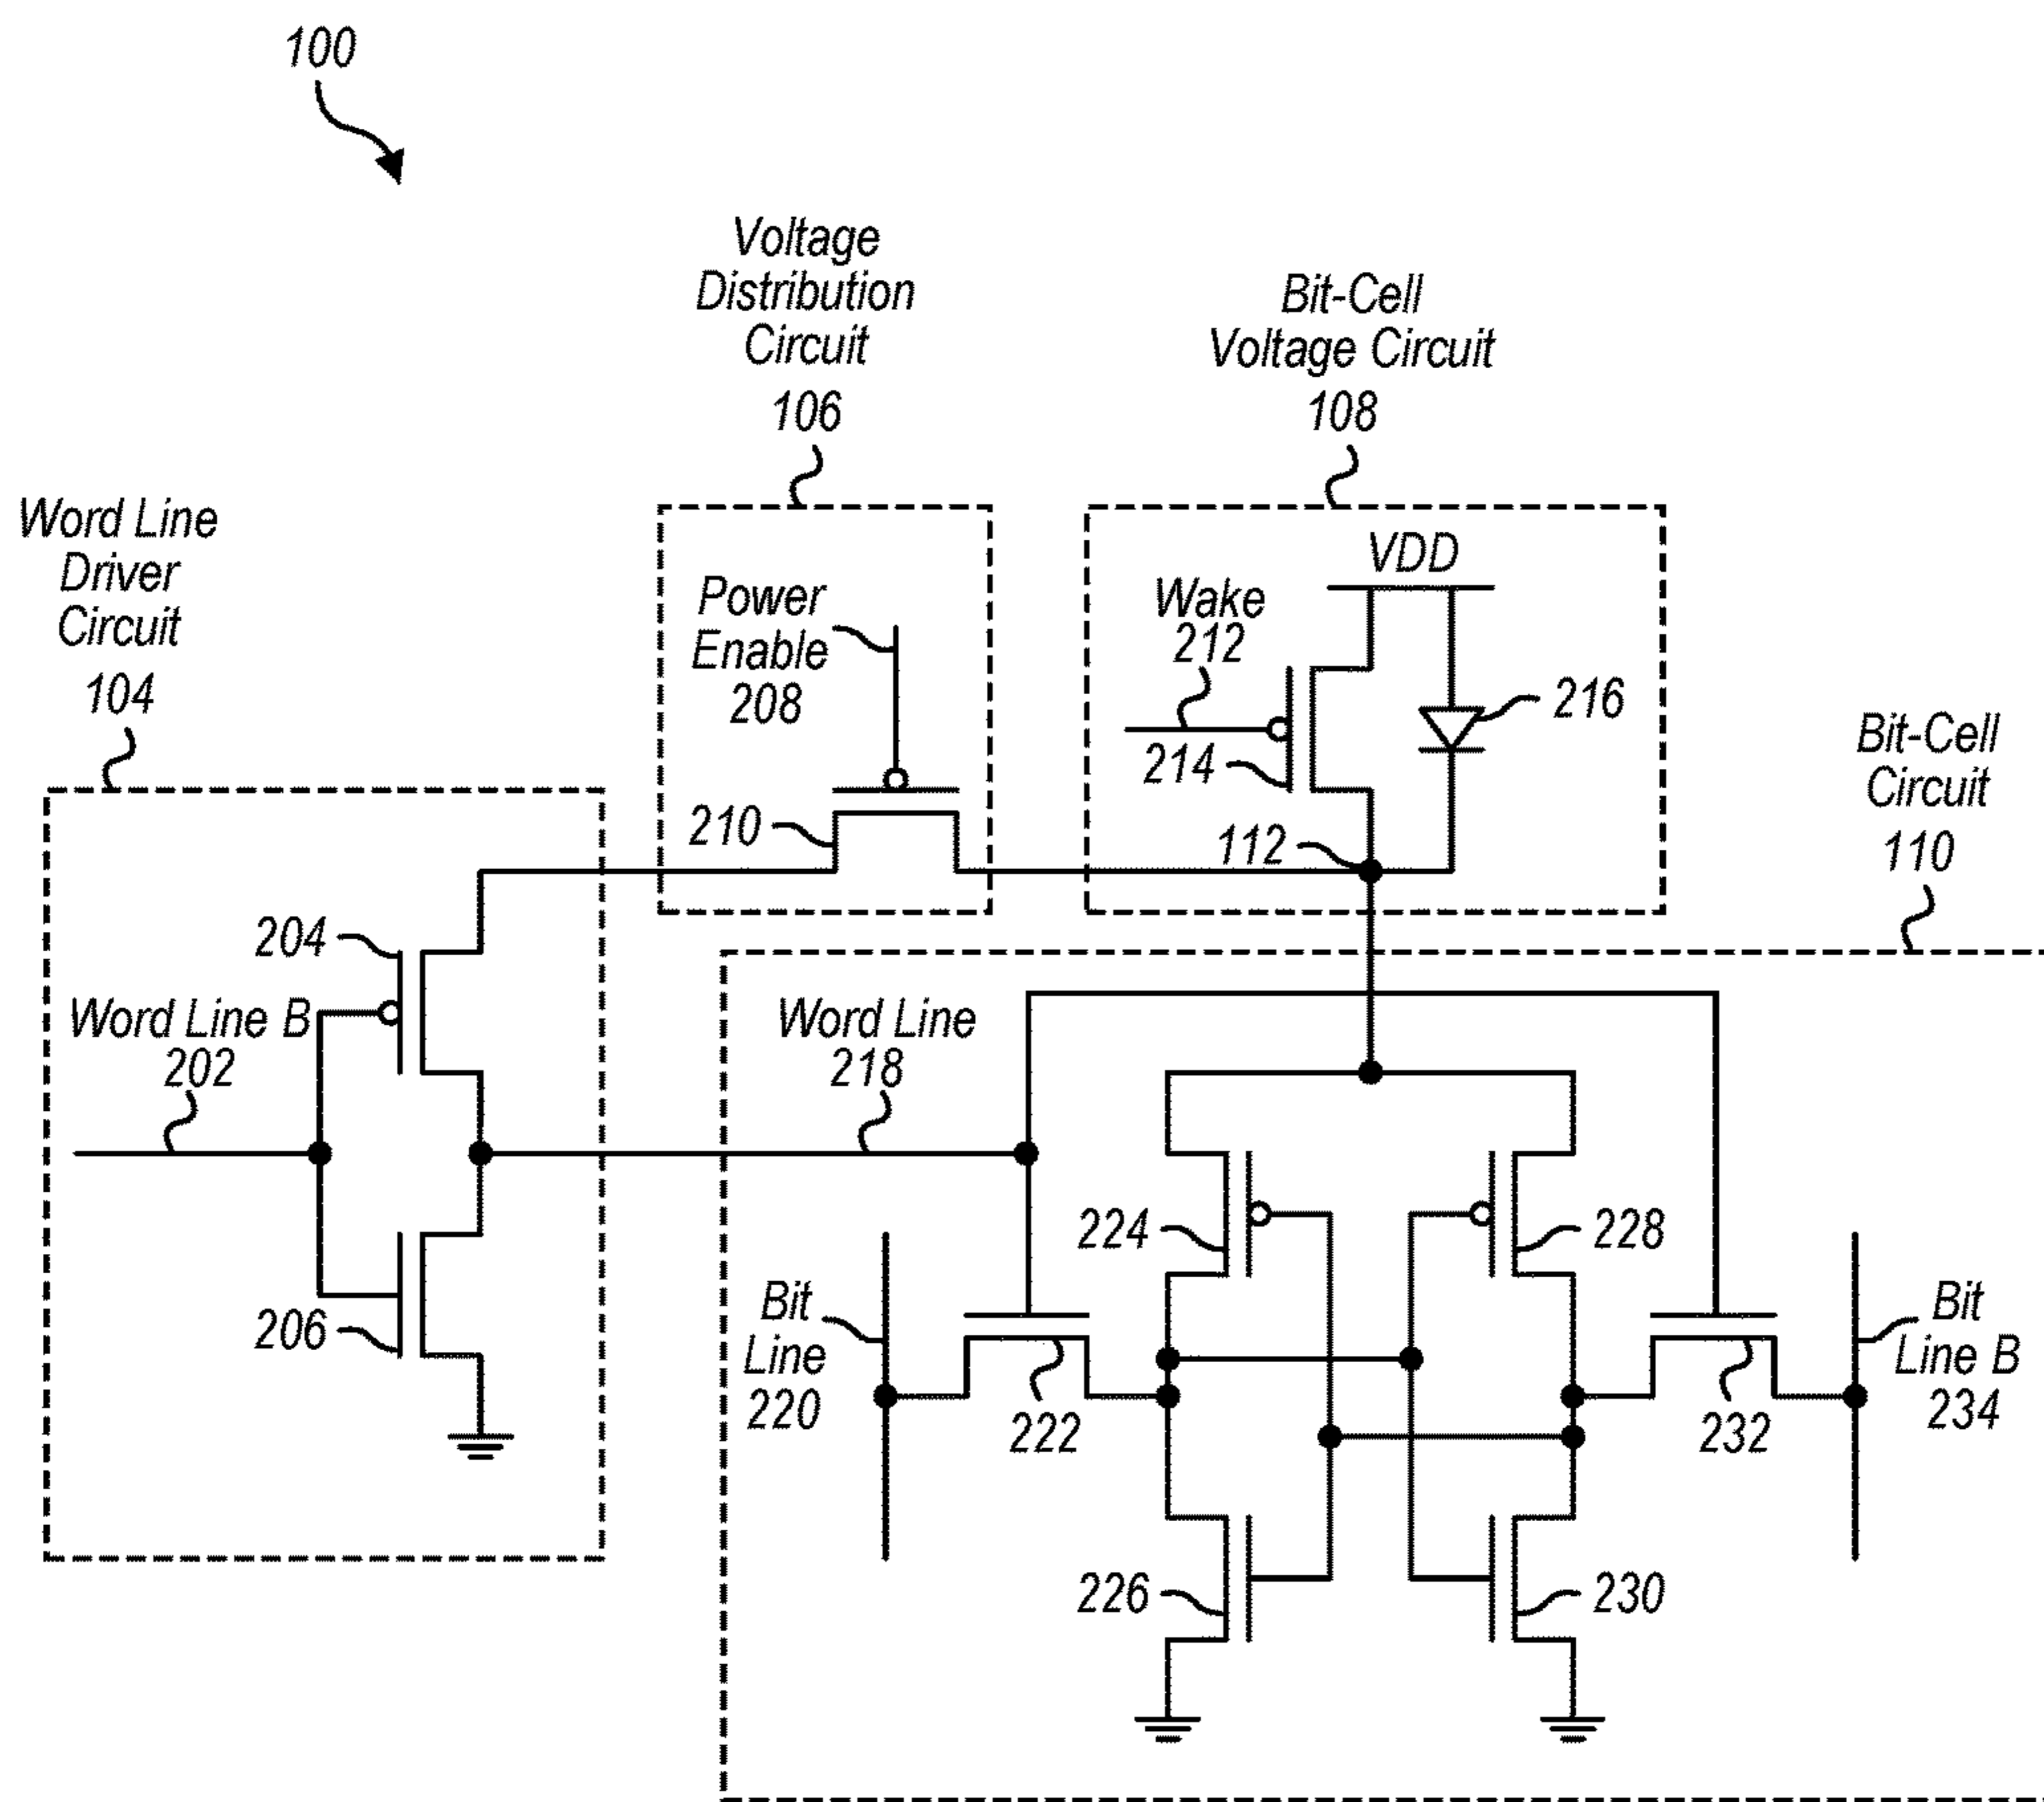 100
Voltage
Distribution
Circuit
106
Bit-Cell
Voltage Circuit
108
Word Line
Driver
Circuit
104
Power
Enable
208
210
VDD
Wake
212
214
216
112
Bit-Cell
Circuit
110
204
Word Line B
202
206
Word Line
218
Bit
Line
220
222
224
226
228
230
232
Bit
Line B
234